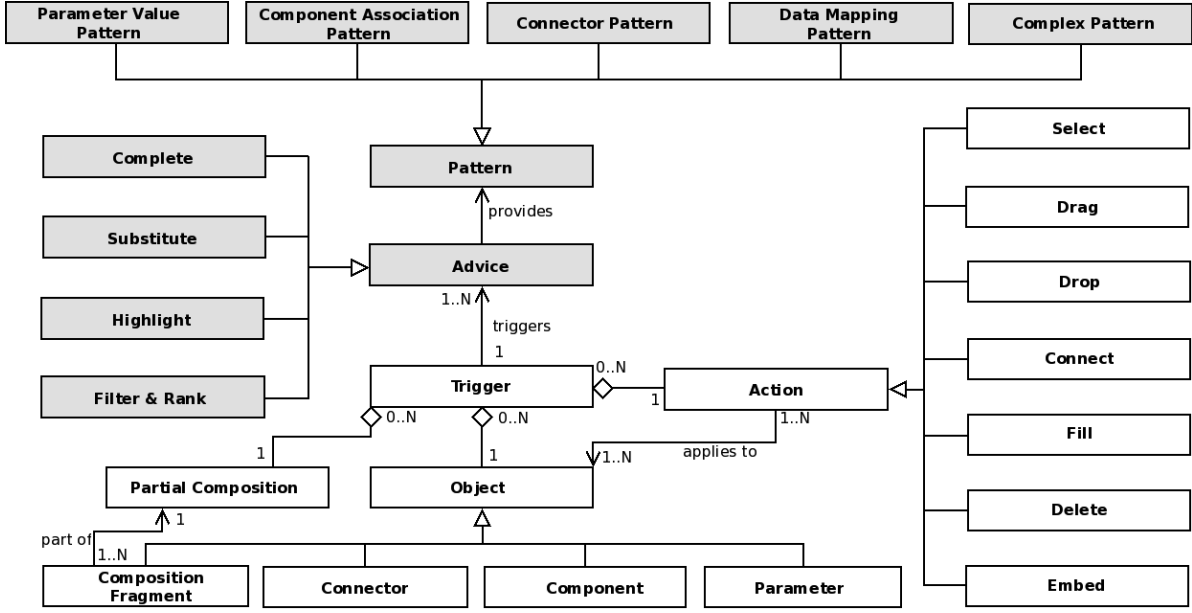 Parameter Value
Pattern
Component Association
Pattern
Connector Pattern
Data Mapping
Pattern
Complex Pattern
Select
Complete
Pattern
Drag
provides
Substitute
Advice
Drop
1..N
Highlight
triggers
1
Connect
0..N
Trigger
Action
Filter & Rank
1
0..N
0..N
1..N
Fill
applies to
1
1
1..N
Partial Composition
Object
Delete
1
part of
1..N
Composition
Fragment
Connector
Component
Parameter
Embed